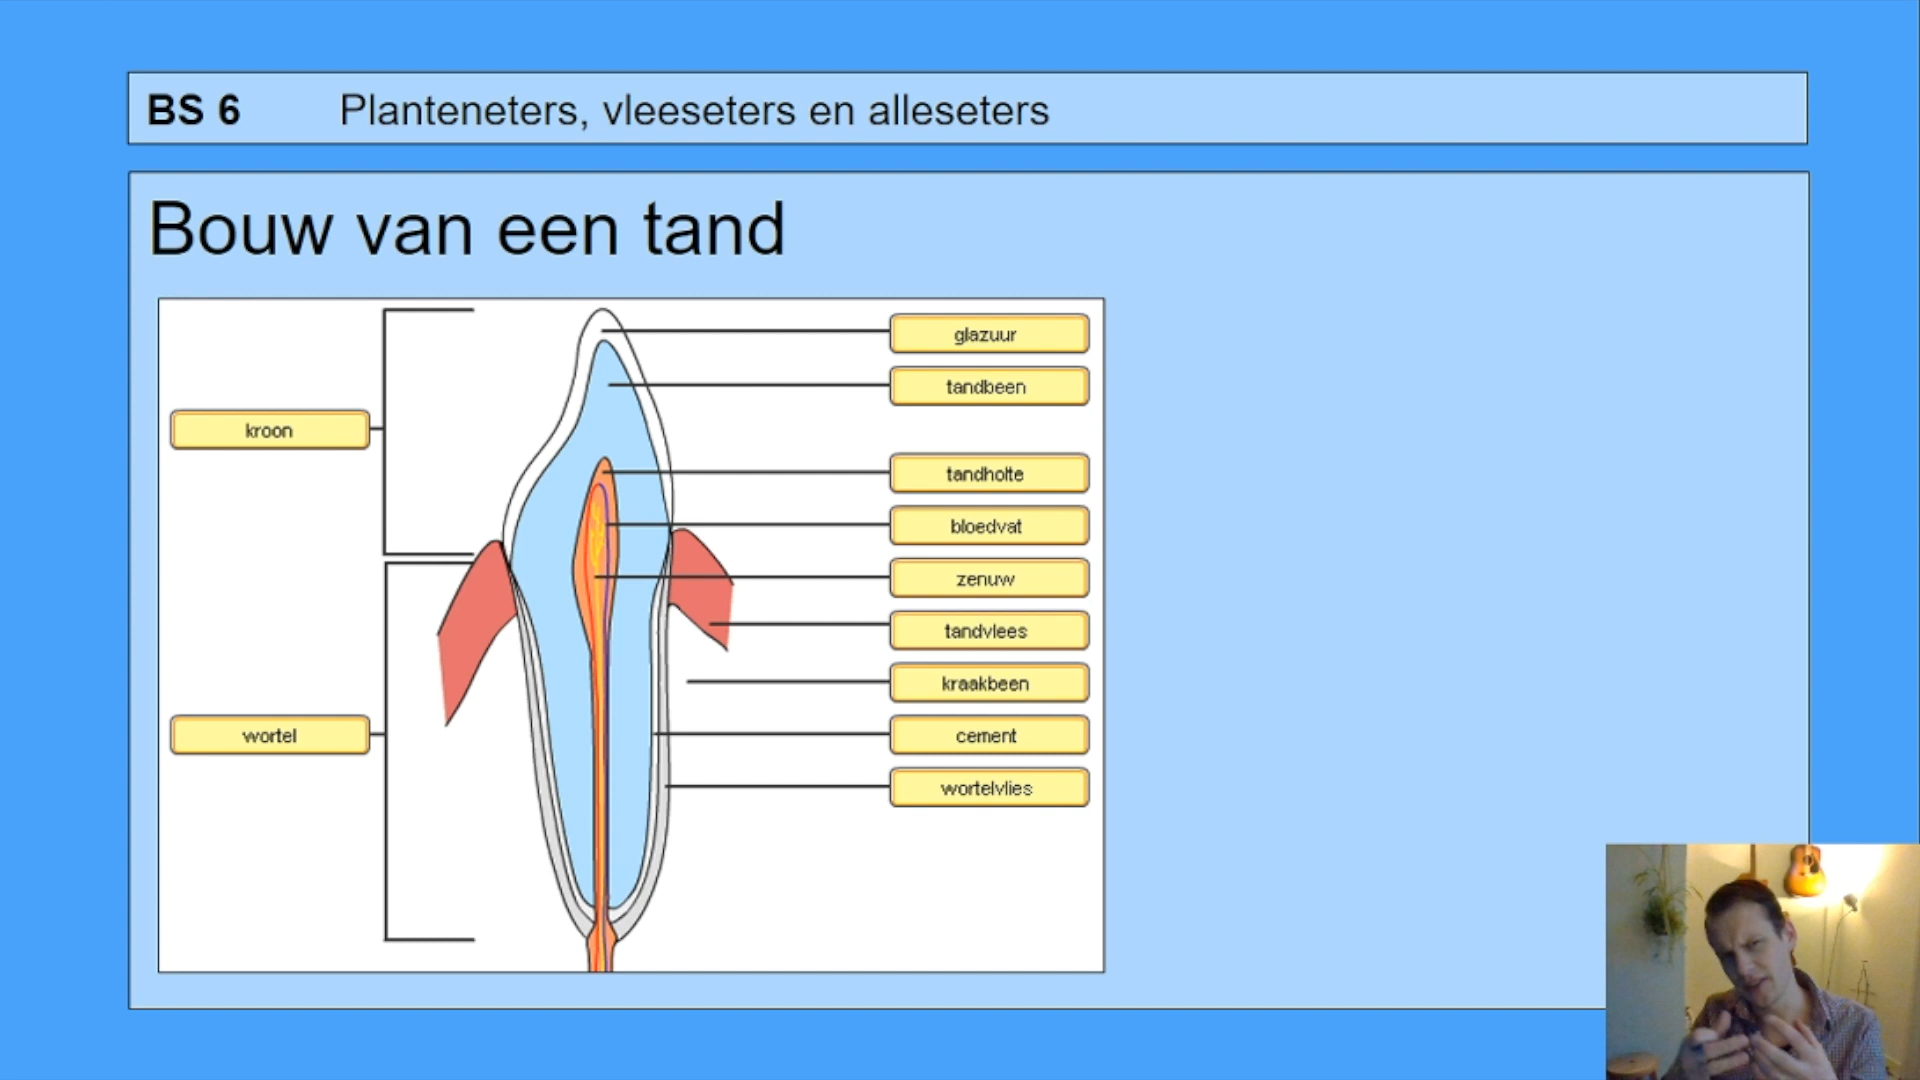 BS 6 Planteneters, vleeseters en alleseters
Bouw van een tand
glazuur
tandbeen
kroon
tandholte
bloedvat
zenuw
tandvlees
kraakbeen
wortel
cement
wortelvlies